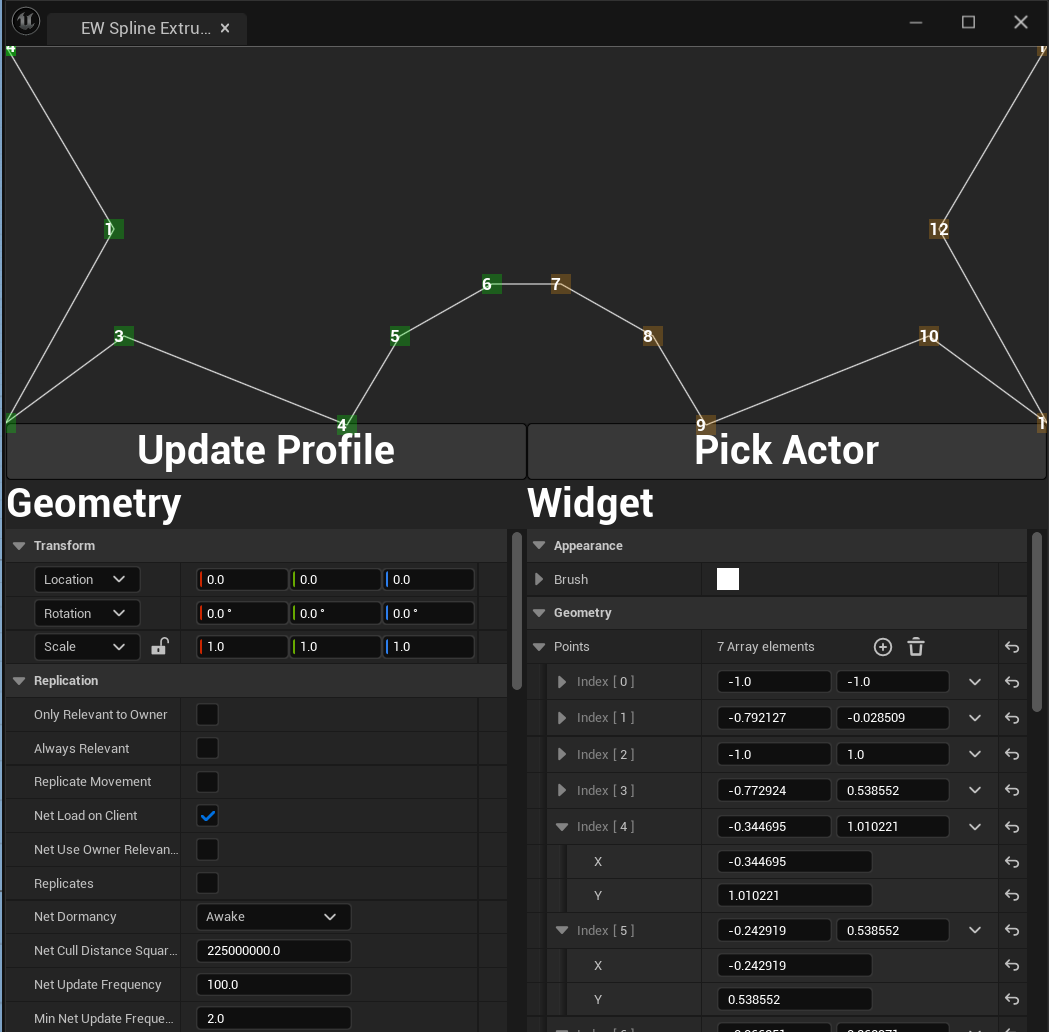 EW Spline Extru...
1
12
6
7
3
5
8
10
4
9
Update Profile
Pick Actor
Geometry
Widget
Transform
Appearance
Location
0.0
0.0
0.0
Brush
Rotation
0.0 °
0.0 °
0.0 °
Geometry
Scale
1.0
1.0
1.0
Points
7 Array elements
Replication
Index [ 0 ]
-1.0
-1.0
Only Relevant to Owner
Index [ 1 ]
-0.792127
-0.028509
Always Relevant
Index [ 2 ]
-1.0
1.0
Replicate Movement
Index [ 3 ]
-0.772924
0.538552
Net Load on Client
Index [ 4 ]
-0.344695
1.010221
Net Use Owner Relevan...
X
-0.344695
Replicates
Y
1.010221
Net Dormancy
Awake
Index [ 5 ]
-0.242919
0.538552
Net Cull Distance Squar...
225000000.0
X
-0.242919
Net Update Frequency
100.0
Y
0.538552
Min Net Update Freque...
2.0